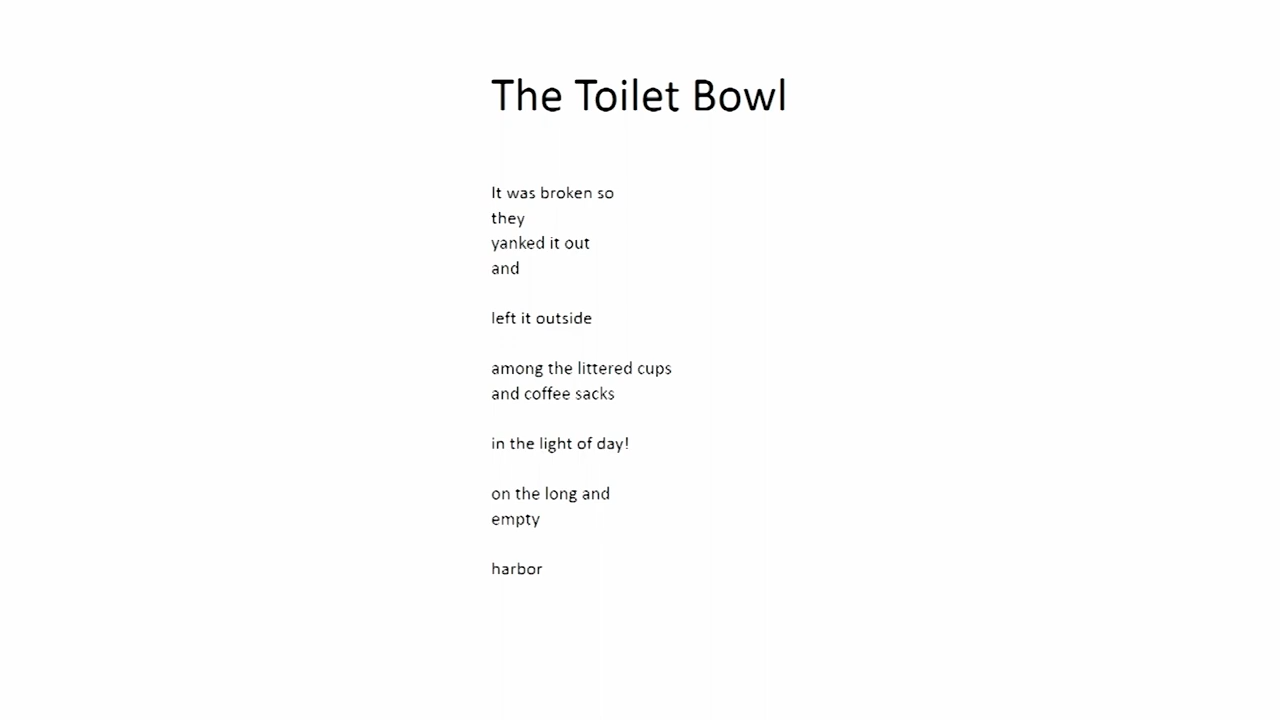 The Toilet Bowl
It was broken so
they
yanked it out
and
left it outside
among the littered cups
and coffee sacks
in the light of day!
on the long and
empty
harbor